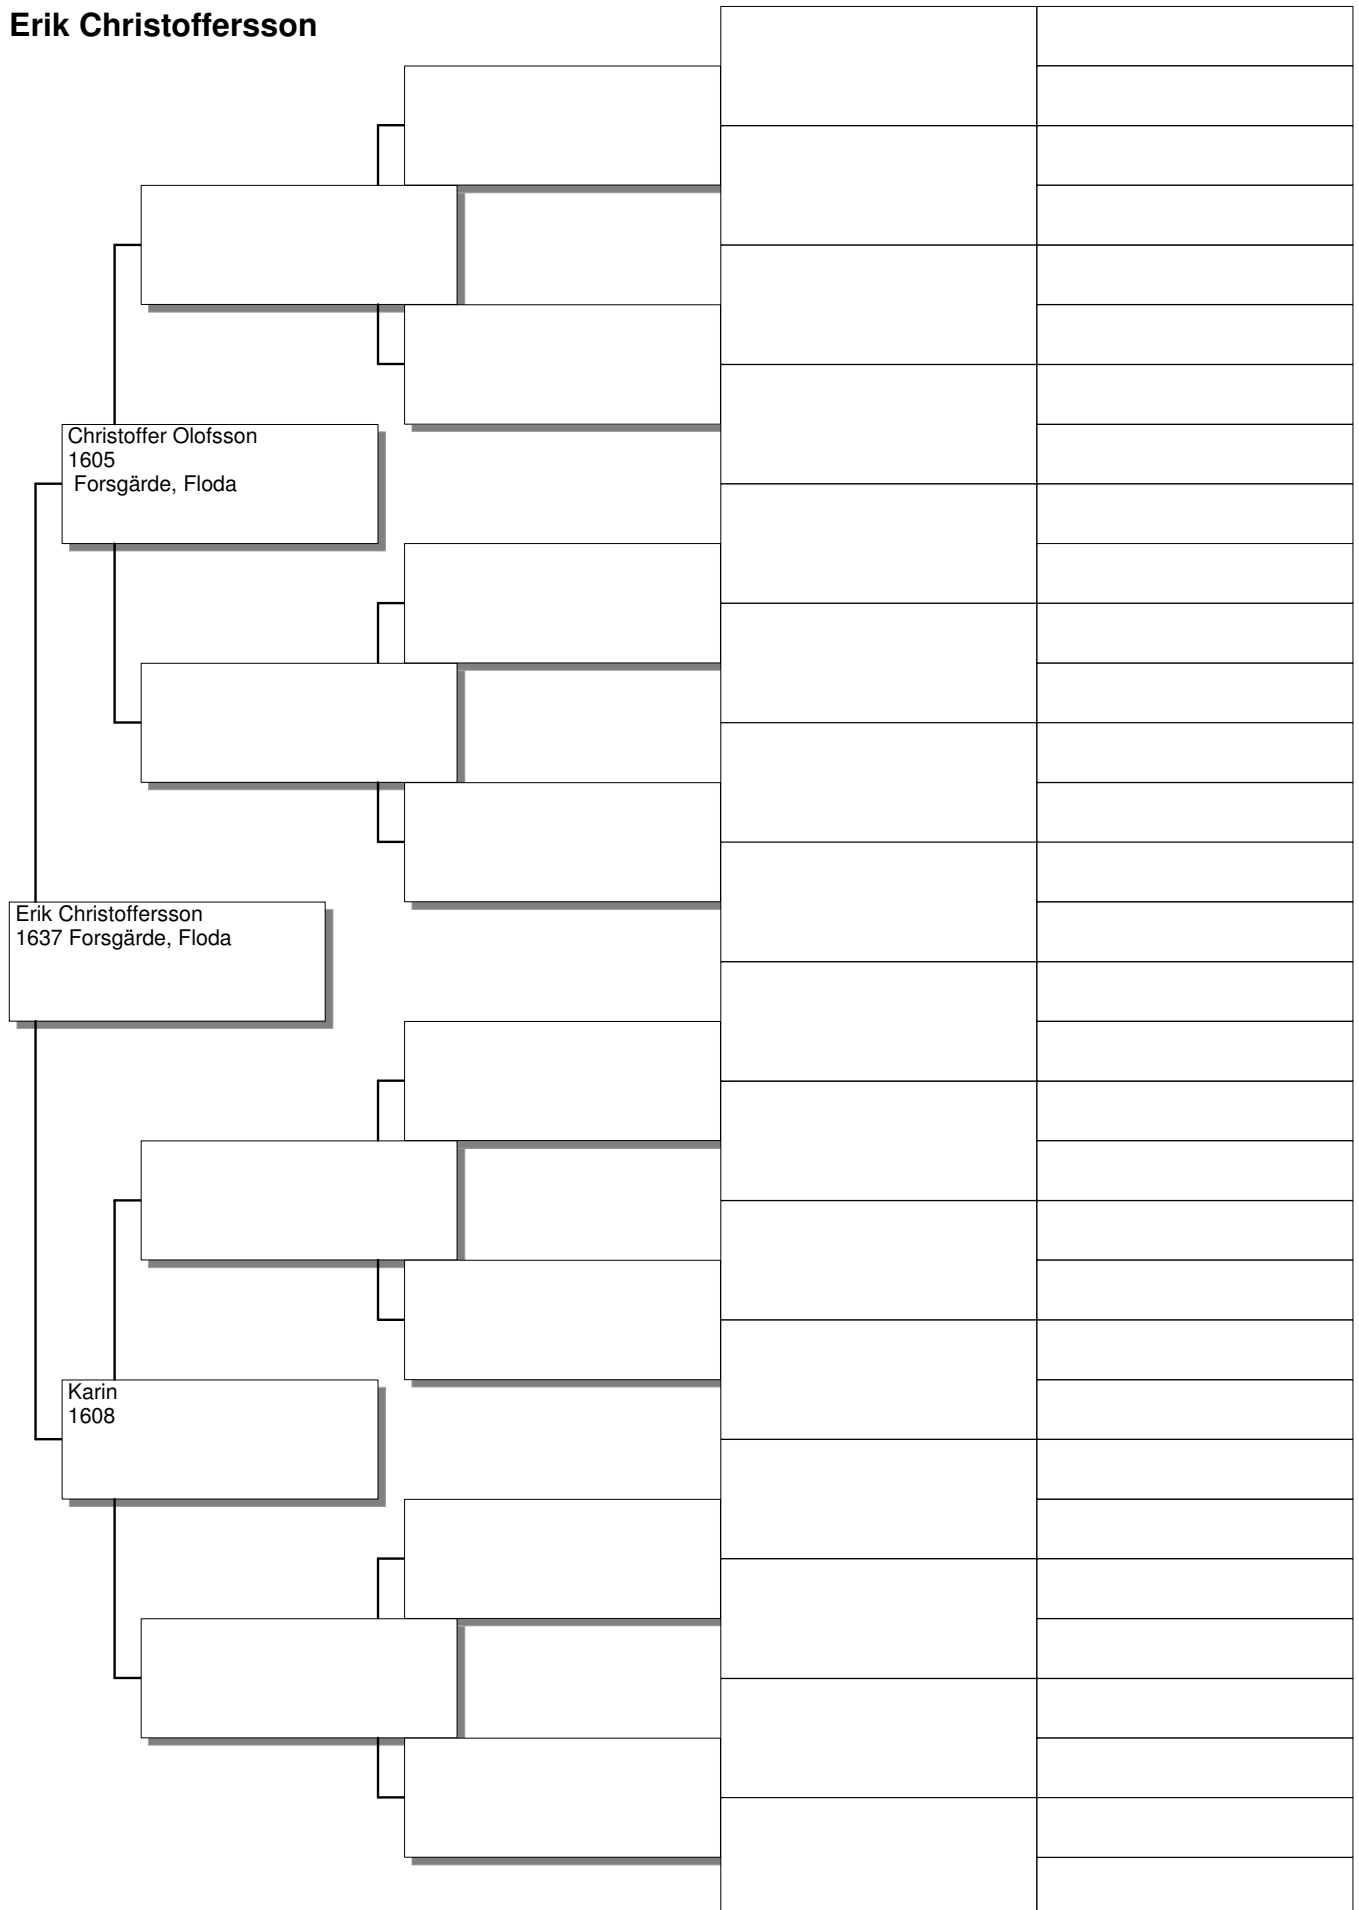 Erik Christoffersson
Christoffer Olofsson
1605
Forsgärde, Floda
Erik Christoffersson
1637 Forsgärde, Floda
Karin
1608